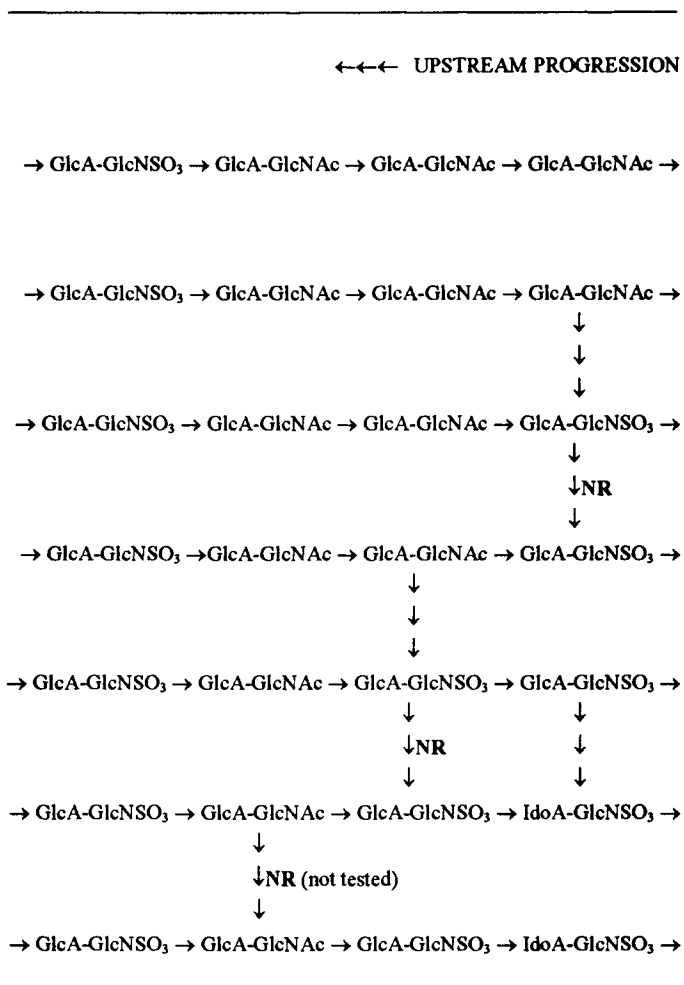 ←←← UPSTREAM PROGRESSION
→ GlcA-GlcNSO₃ → GlcA-GlcNAc → GlcA-GlcNAc → GlcA-GlcNAc →
→ GlcA-GlcNSO₃ → GlcA-GlcNAc → GlcA-GlcNAc → GlcA-GlcNAc →
↓
↓
↓
→ GlcA-GlcNSO₃ → GlcA-GlcNAc → GlcA-GlcNAc → GlcA-GlcNSO₃ →
↓
↓NR
↓
→ GlcA-GlcNSO₃ →GlcA-GlcNAc → GlcA-GlcNAc → GlcA-GlcNSO₃ →
↓
↓
↓
→ GlcA-GlcNSO₃ → GlcA-GlcNAc → GlcA-GlcNSO₃ → GlcA-GlcNSO₃ →
↓ ↓
↓NR ↓
↓ ↓
→ GlcA-GlcNSO₃ → GlcA-GlcNAc → GlcA-GlcNSO₃ → IdoA-GlcNSO₃ →
↓
↓NR (not tested)
↓
→ GlcA-GlcNSO₃ → GlcA-GlcNAc → GlcA-GlcNSO₃ → IdoA-GlcNSO₃ →